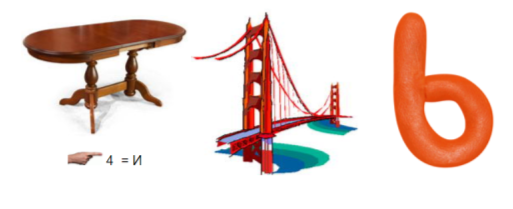 4 = И
ь